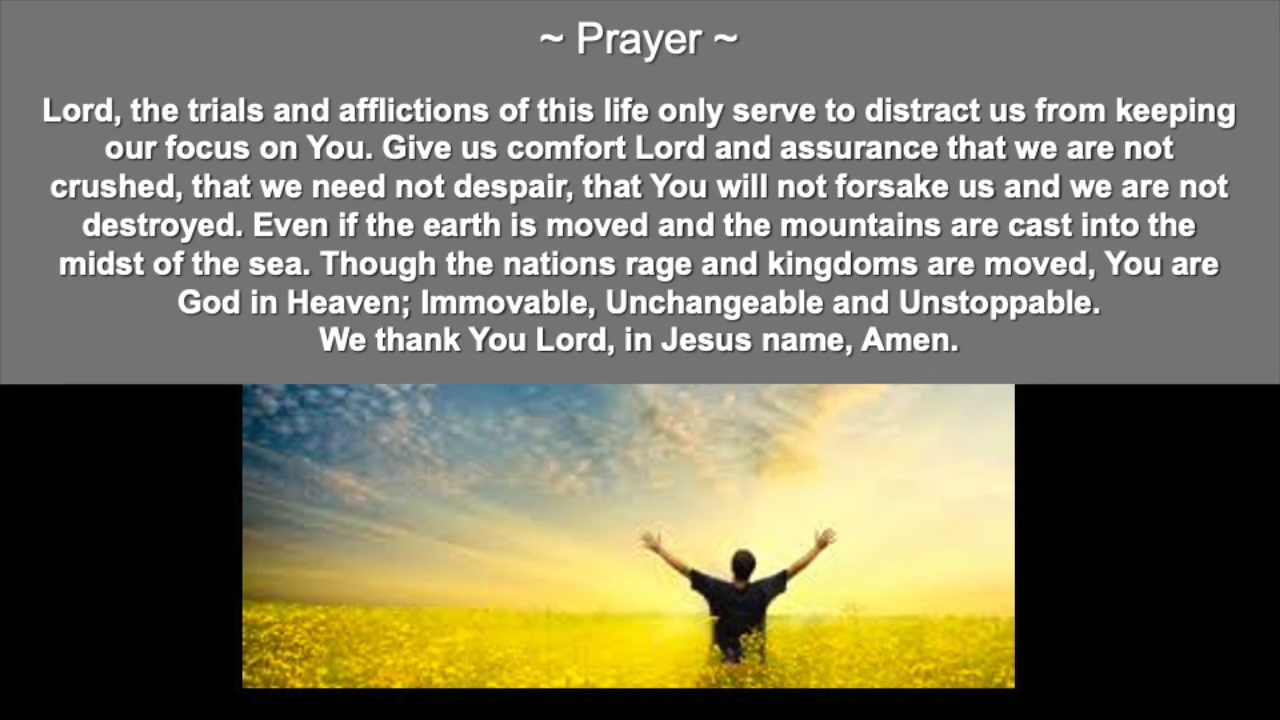 ~ Prayer ~
Lord, the trials and afflictions of this life only serve to distract us from keeping
our focus on You. Give us comfort Lord and assurance that we are not
crushed, that we need not despair, that You will not forsake us and we are not
destroyed. Even if the earth is moved and the mountains are cast into the
midst of the sea. Though the nations rage and kingdoms are moved, You are
God in Heaven; Immovable, Unchangeable and Unstoppable.
We thank You Lord, in Jesus name, Amen.